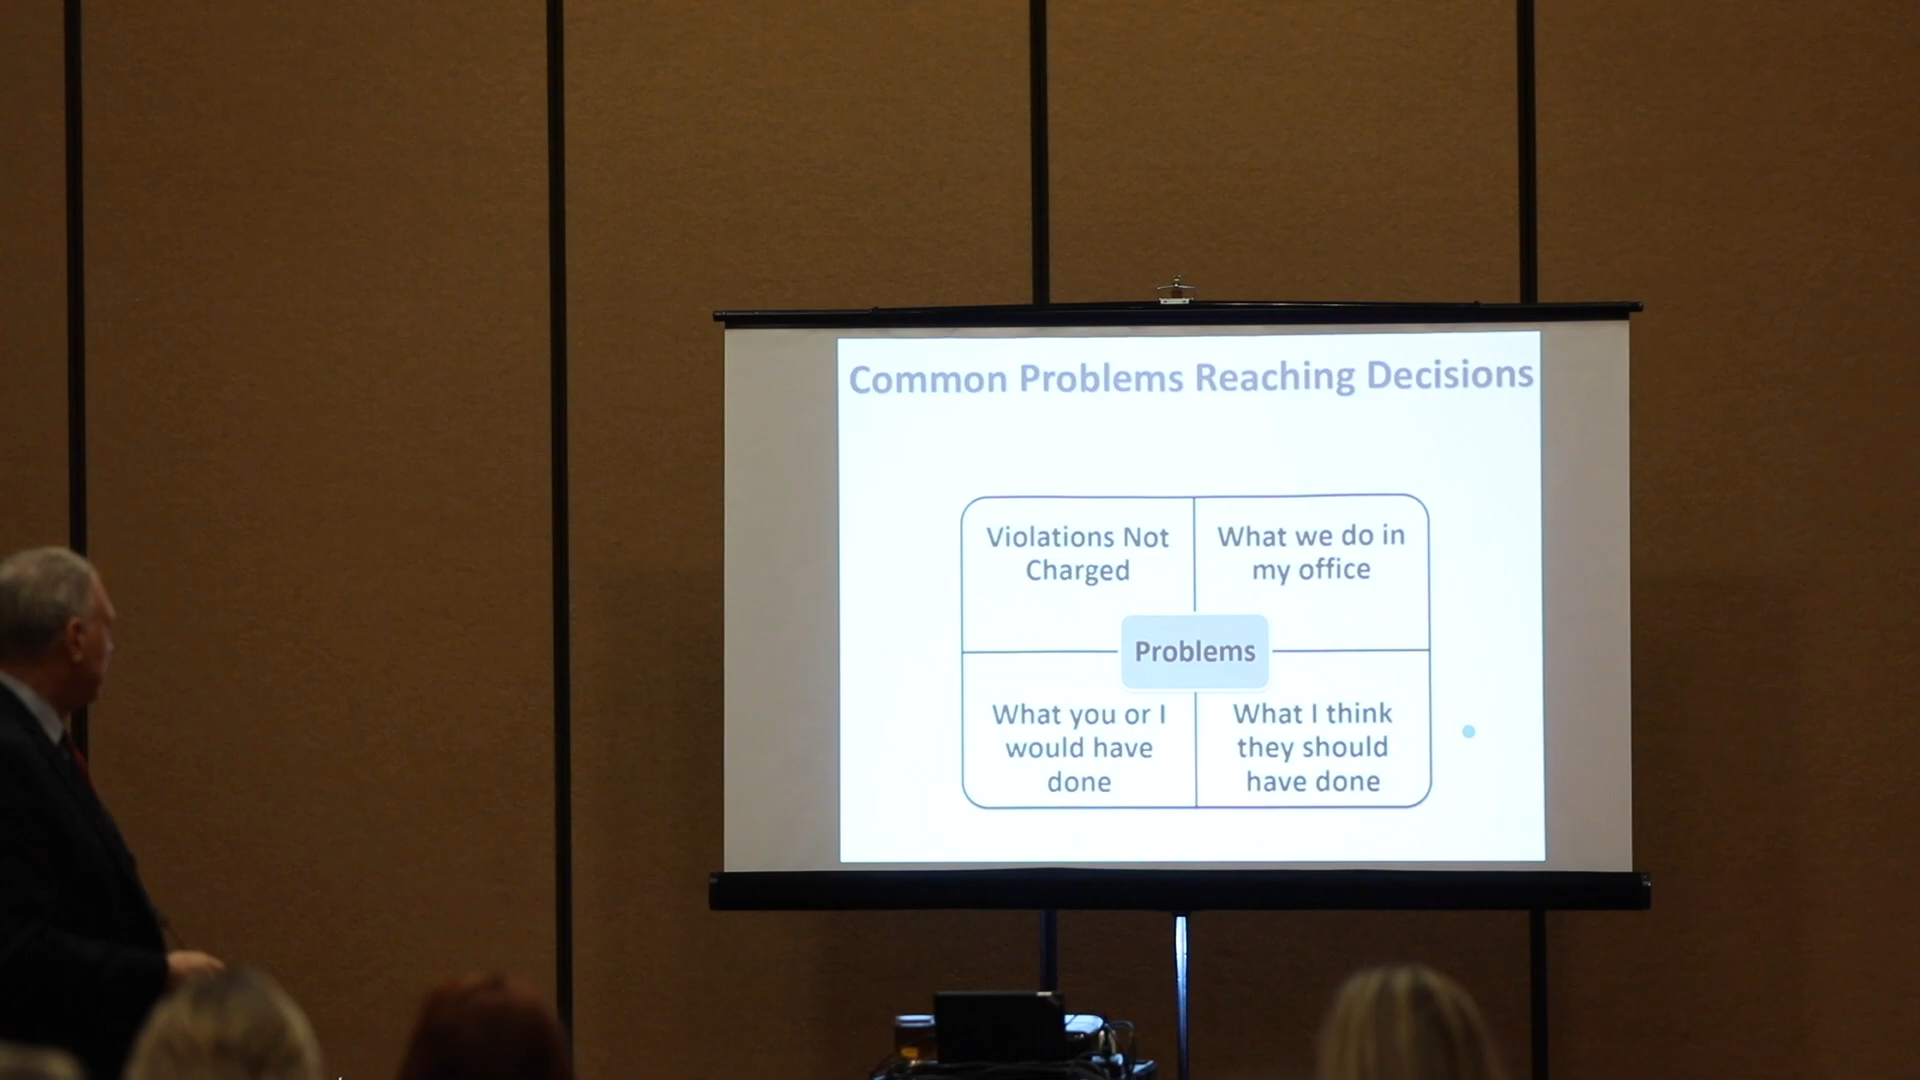 Common Problems Reaching Decisions
Violations Not
Charged
What we do in
my office
Problems
What you or I
would have
done
What I think
they should
have done